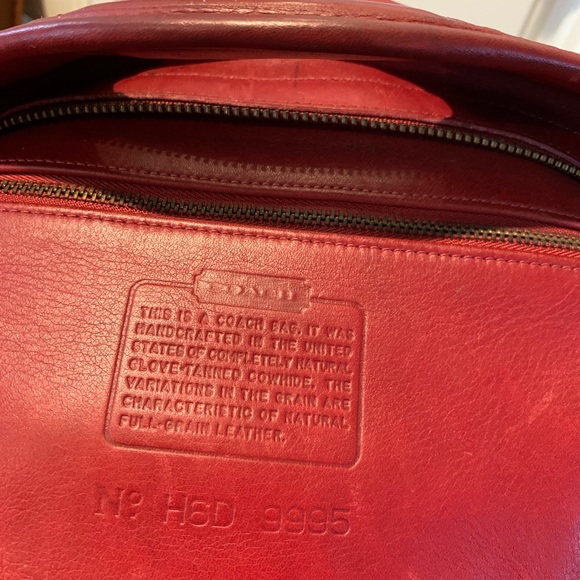 COACH
THIS IS A COACH BAG. IT WAS
HANDCRAFTED IN THE UNITED
STATES OF COMPLETELY NATURAL
GLOVE-TANNED COWHIDE. THE
VARIATIONS IN THE GRAIN ARE
CHARACTERISTIC OF NATURAL
FULL-GRAIN LEATHER.
Nº H6D 9995